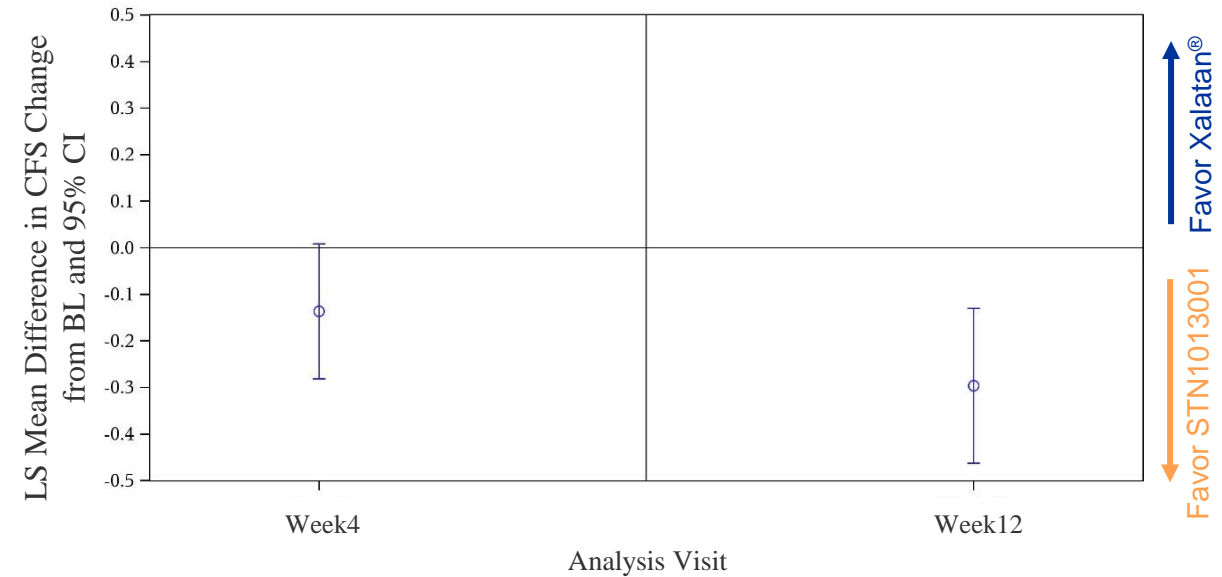 LS Mean Difference in CFS Change
from BL and 95% CI
0.5
0.4
0.3
0.2
0.1
0.0
-0.1
-0.2
-0.3
-0.4
-0.5
Week4
Week12
Analysis Visit
Favor Xalatan®
Favor STN1013001